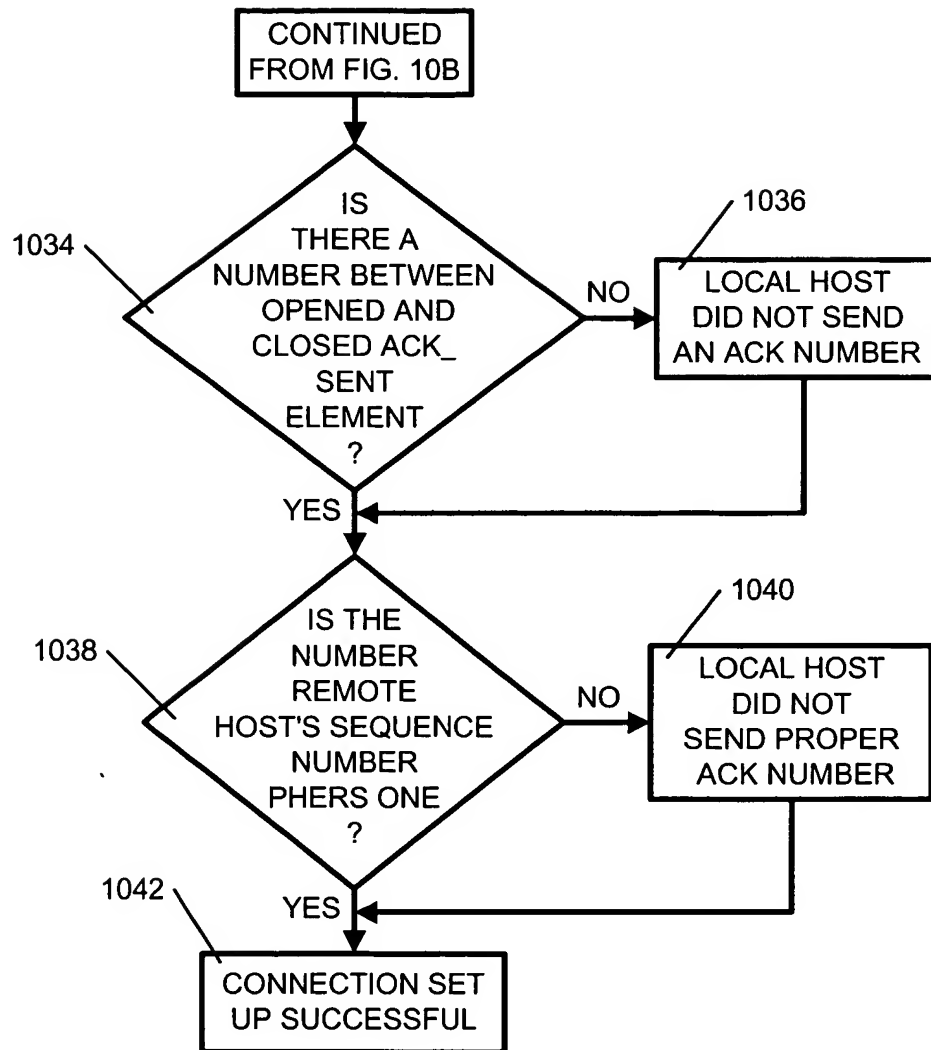 CONTINUED
FROM FIG. 10B
1034
IS
THERE A
NUMBER BETWEEN
OPENED AND
CLOSED ACK_
SENT
ELEMENT
?
NO
1036
LOCAL HOST
DID NOT SEND
AN ACK NUMBER
YES
1038
IS THE
NUMBER
REMOTE
HOST'S SEQUENCE
NUMBER
PHERS ONE
?
NO
1040
LOCAL HOST
DID NOT
SEND PROPER
ACK NUMBER
YES
1042
CONNECTION SET
UP SUCCESSFUL